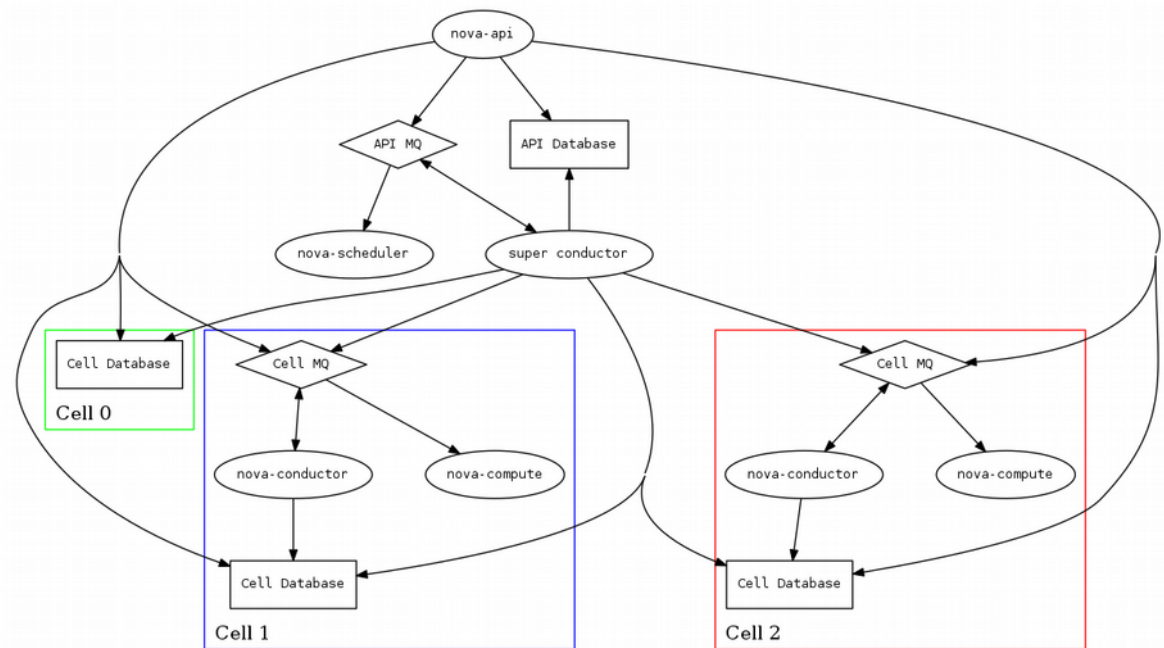 nova-api
API MQ
API Database
nova-scheduler
super conductor
Cell Database
Cell 0
Cell MQ
nova-conductor
nova-compute
Cell Database
Cell 1
Cell MQ
nova-conductor
nova-compute
Cell Database
Cell 2